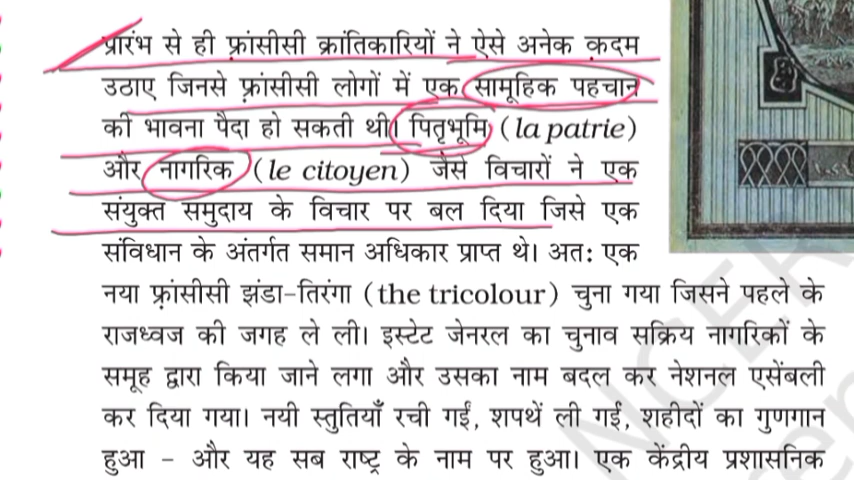 प्रारंभ से ही फ़्रांसीसी क्रांतिकारियों ने ऐसे अनेक क़दम
उठाए जिनसे फ़्रांसीसी लोगों में एक सामूहिक पहचान
की भावना पैदा हो सकती थी। पितृभूमि (la patrie)
और नागरिक (le citoyen) जैसे विचारों ने एक
संयुक्त समुदाय के विचार पर बल दिया जिसे एक
संविधान के अंतर्गत समान अधिकार प्राप्त थे। अतः एक
नया फ़्रांसीसी झंडा-तिरंगा (the tricolour) चुना गया जिसने पहले के
राजध्वज की जगह ले ली। इस्टेट जेनरल का चुनाव सक्रिय नागरिकों के
समूह द्वारा किया जाने लगा और उसका नाम बदल कर नेशनल एसेंबली
कर दिया गया। नयी स्तुतियाँ रची गईं, शपथें ली गईं, शहीदों का गुणगान
हुआ – और यह सब राष्ट्र के नाम पर हुआ। एक केंद्रीय प्रशासनिक